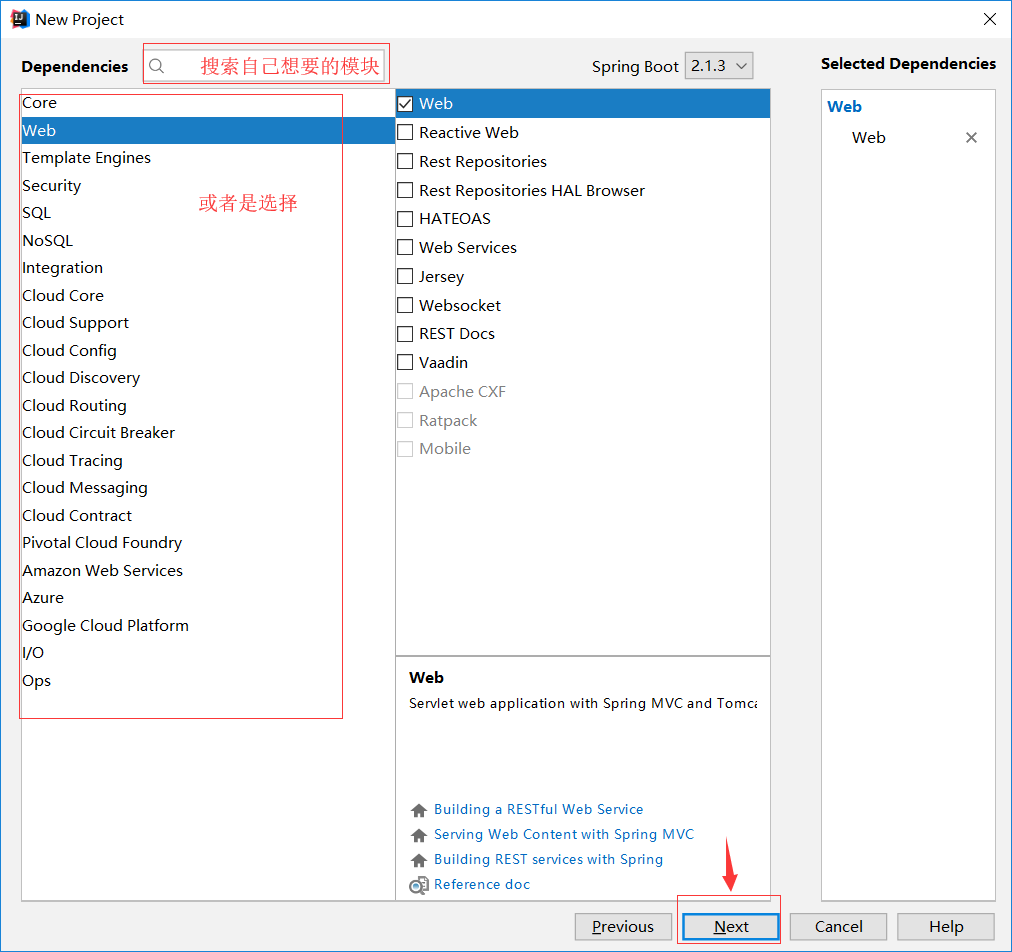 New Project
Dependencies
搜索自己想要的模块
Spring Boot 2.1.3
Selected Dependencies
Core
Web
Template Engines
Security
SQL
NoSQL
Integration
Cloud Core
Cloud Support
Cloud Config
Cloud Discovery
Cloud Routing
Cloud Circuit Breaker
Cloud Tracing
Cloud Messaging
Cloud Contract
Pivotal Cloud Foundry
Amazon Web Services
Azure
Google Cloud Platform
I/O
Ops
或者是选择
Web
Reactive Web
Rest Repositories
Rest Repositories HAL Browser
HATEOAS
Web Services
Jersey
Websocket
REST Docs
Vaadin
Apache CXF
Ratpack
Mobile
Web
Servlet web application with Spring MVC and Tomca
Building a RESTful Web Service
Serving Web Content with Spring MVC
Building REST services with Spring
Reference doc
Web
Web
Previous
Next
Cancel
Help